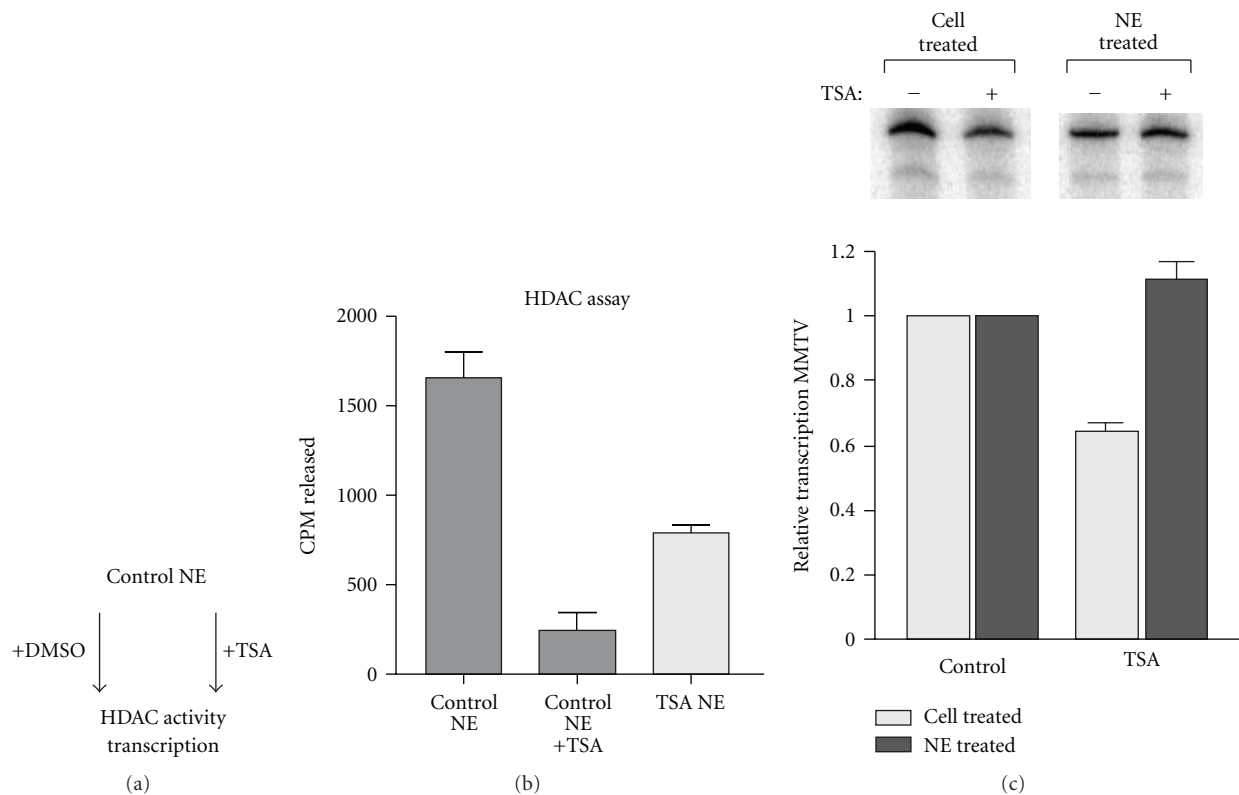 Control NE
+DMSO
+TSA
HDAC activity
transcription
(a)
HDAC assay
CPM released
2000
1500
1000
500
0
Control
NE
Control
NE
+TSA
TSA NE
(b)
Cell
treated
NE
treated
TSA: − + − +
Relative transcription MMTV
1.2
1
0.8
0.6
0.4
0.2
0
Control
TSA
Cell treated
NE treated
(c)